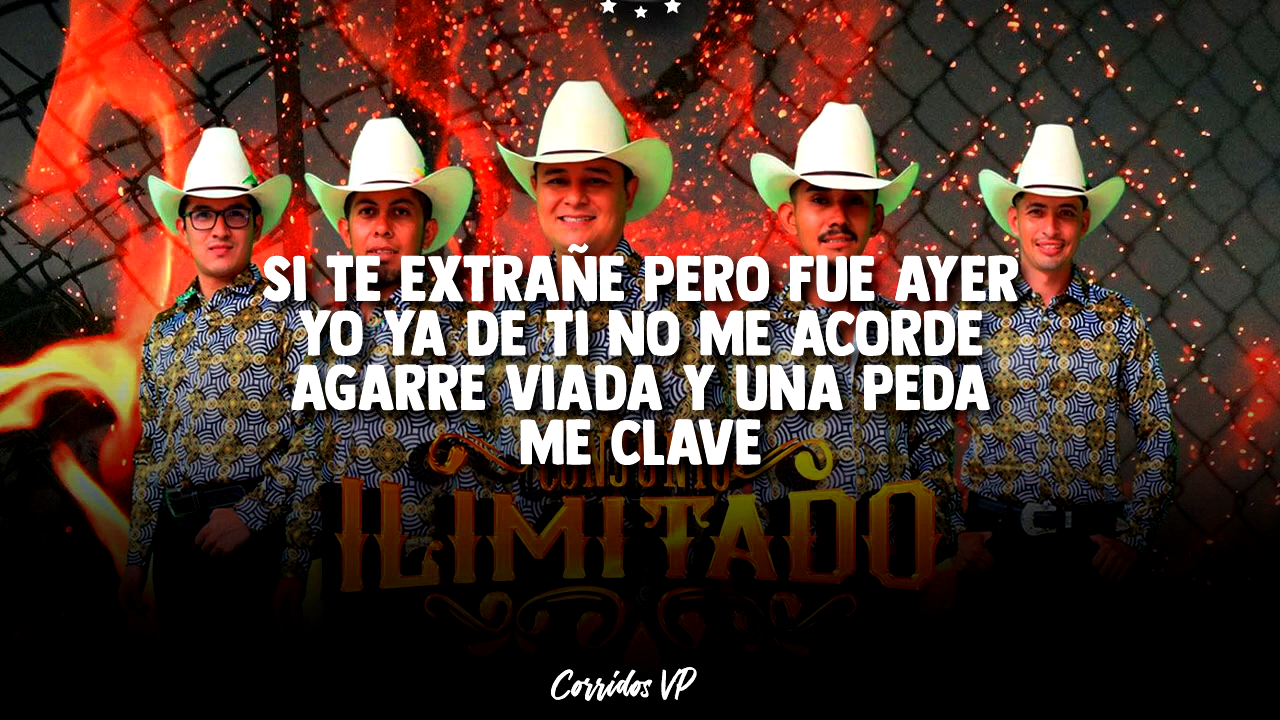 SI TE EXTRAÑE PERO FUE AYER
YO YA DE TI NO ME ACORDE
AGARRE VIADA Y UNA PEDA
ME CLAVE
CONJUNTO
ILIMITADO
Corridos VP